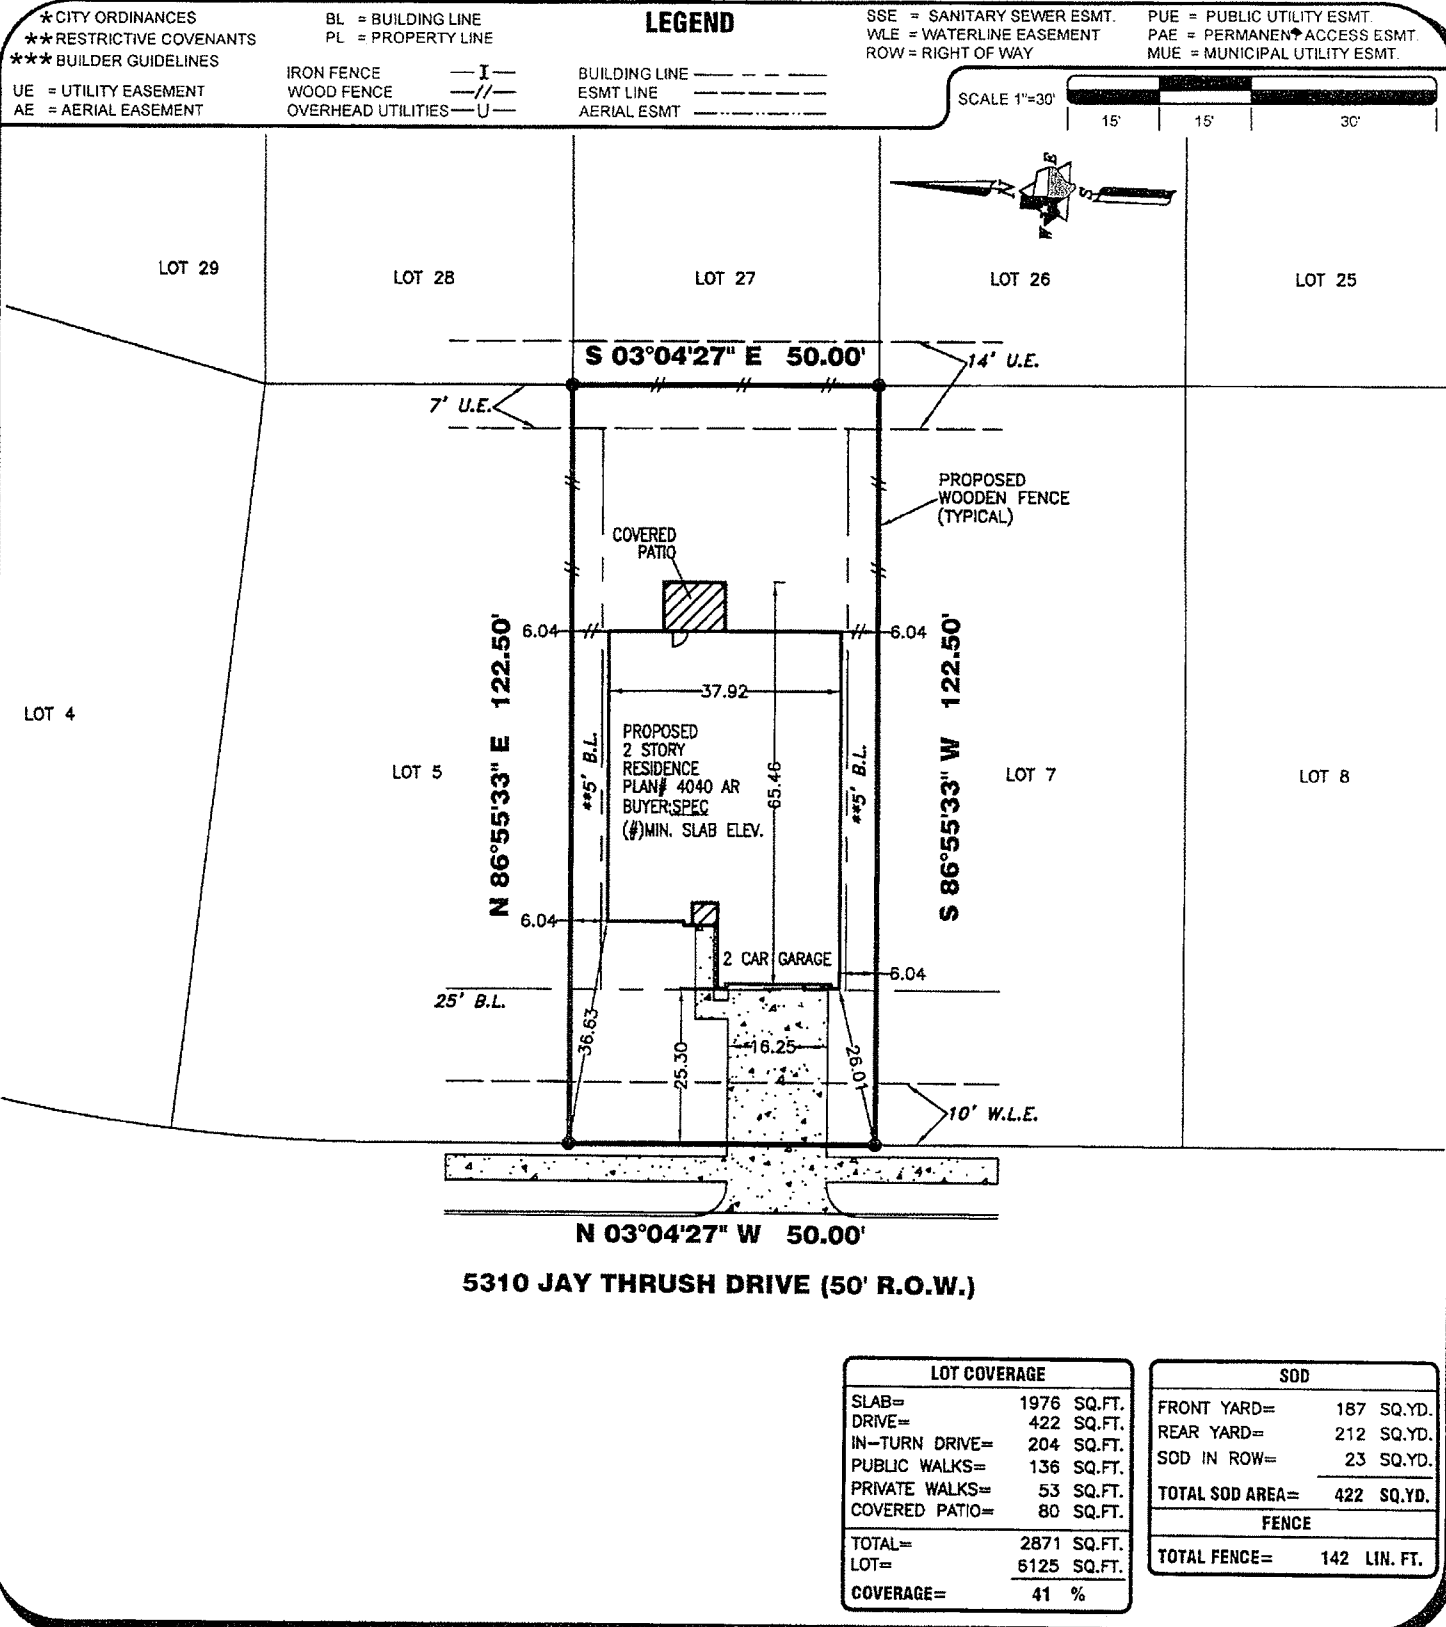 LEGEND
* CITY ORDINANCES
** RESTRICTIVE COVENANTS
*** BUILDER GUIDELINES
UE = UTILITY EASEMENT
AE = AERIAL EASEMENT
BL = BUILDING LINE
PL = PROPERTY LINE
IRON FENCE —I—
WOOD FENCE —//—
OVERHEAD UTILITIES —U—
BUILDING LINE
ESMT LINE
AERIAL ESMT
SSE = SANITARY SEWER ESMT.
WLE = WATERLINE EASEMENT
ROW = RIGHT OF WAY
PUE = PUBLIC UTILITY ESMT.
PAE = PERMANENT ACCESS ESMT.
MUE = MUNICIPAL UTILITY ESMT.
SCALE 1"=30'
15' 15' 30'
N E S W
LOT 29
LOT 28
LOT 27
LOT 26
LOT 25
S 03°04'27" E 50.00'
14' U.E.
7' U.E.
PROPOSED
WOODEN FENCE
(TYPICAL)
COVERED
PATIO
6.04
6.04
N 86°55'33" E 122.50'
S 86°55'33" W 122.50'
37.92
LOT 4
LOT 5
**5' B.L.
PROPOSED
2 STORY
RESIDENCE
PLAN# 4040 AR
BUYER:SPEC
(#)MIN. SLAB ELEV.
65.46
**5' B.L.
LOT 7
LOT 8
6.04
2 CAR GARAGE
6.04
25' B.L.
36.63
25.30
16.25
26.01
10' W.L.E.
N 03°04'27" W 50.00'
5310 JAY THRUSH DRIVE (50' R.O.W.)
LOT COVERAGE
SLAB= 1976 SQ.FT.
DRIVE= 422 SQ.FT.
IN-TURN DRIVE= 204 SQ.FT.
PUBLIC WALKS= 136 SQ.FT.
PRIVATE WALKS= 53 SQ.FT.
COVERED PATIO= 80 SQ.FT.
TOTAL= 2871 SQ.FT.
LOT= 6125 SQ.FT.
COVERAGE= 41 %
SOD
FRONT YARD= 187 SQ.YD.
REAR YARD= 212 SQ.YD.
SOD IN ROW= 23 SQ.YD.
TOTAL SOD AREA= 422 SQ.YD.
FENCE
TOTAL FENCE= 142 LIN. FT.